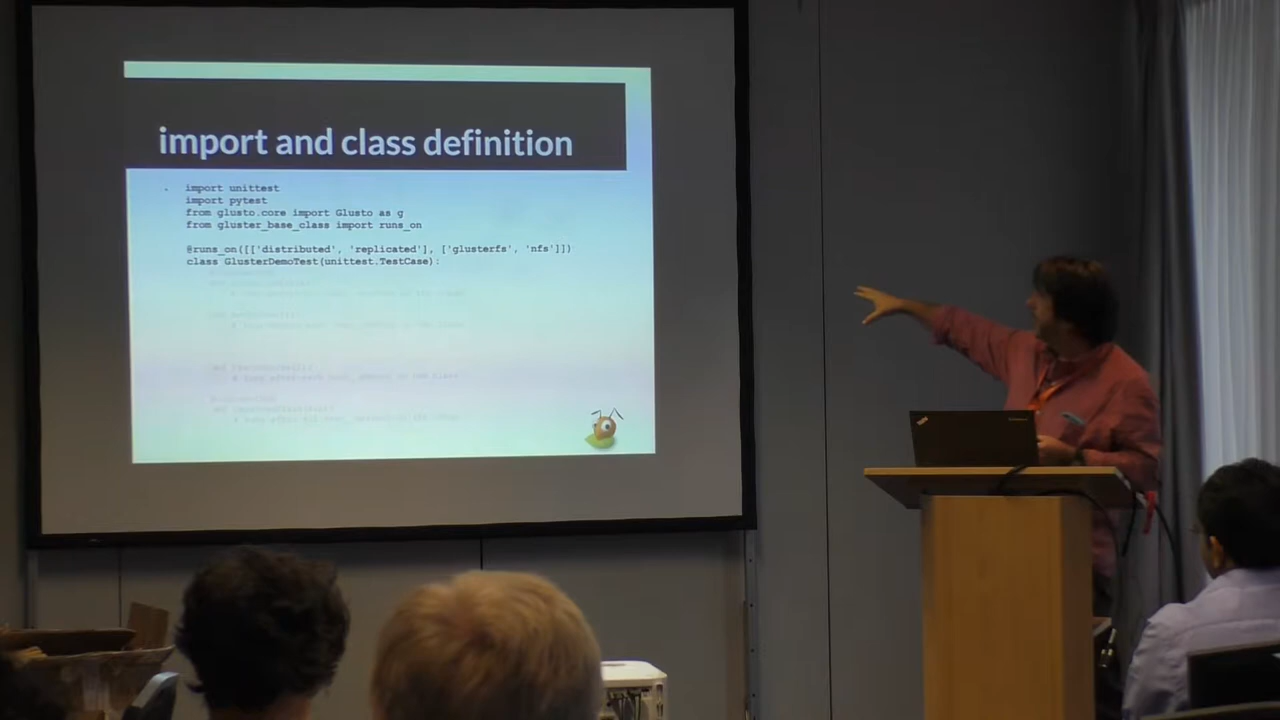 import and class definition
import unittest
import pytest
from glusto.core import Glusto as g
from gluster_base_class import runs_on
@runs_on([['distributed', 'replicated'], ['glusterfs', 'nfs']])
class GlusterDemoTest(unittest.TestCase):